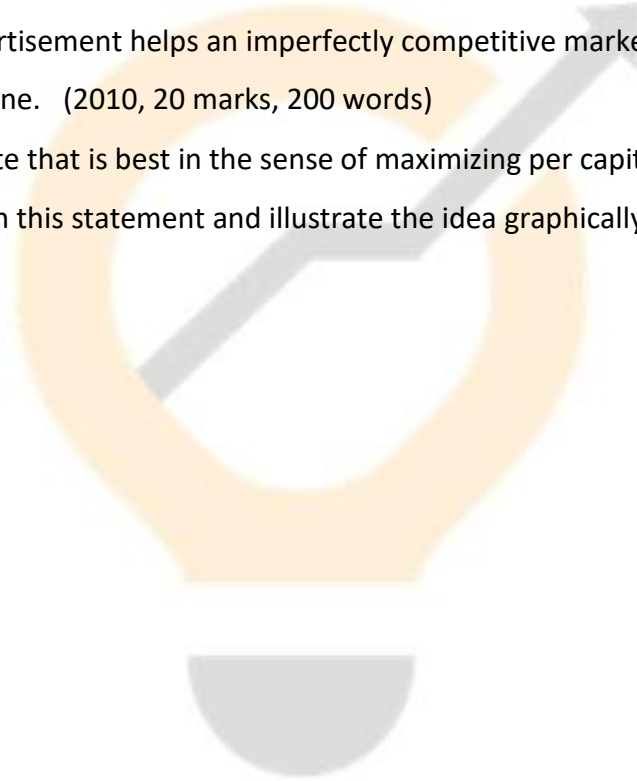 rtisement helps an imperfectly competitive marke
ne. (2010, 20 marks, 200 words)
te that is best in the sense of maximizing per capit
n this statement and illustrate the idea graphically